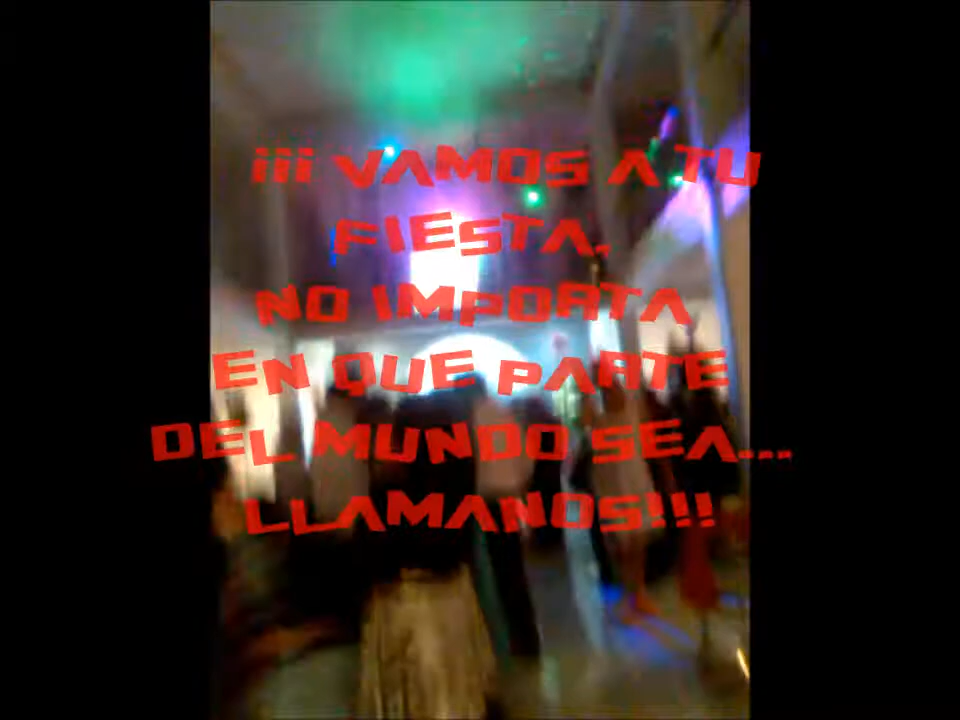 ¡¡¡ VAMOS A TU
FIESTA,
NO IMPORTA
EN QUE PARTE
DEL MUNDO SEA...
LLAMANOS!!!